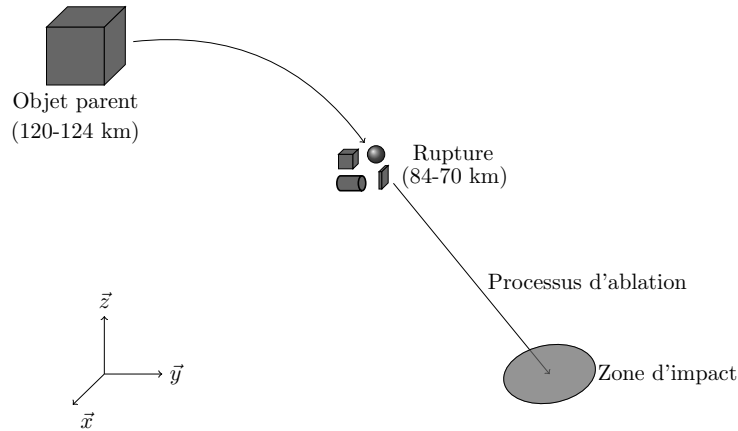 Objet parent
(120-124 km)
Rupture
(84-70 km)
Processus d'ablation
Zone d'impact
z⃗
y⃗
x⃗